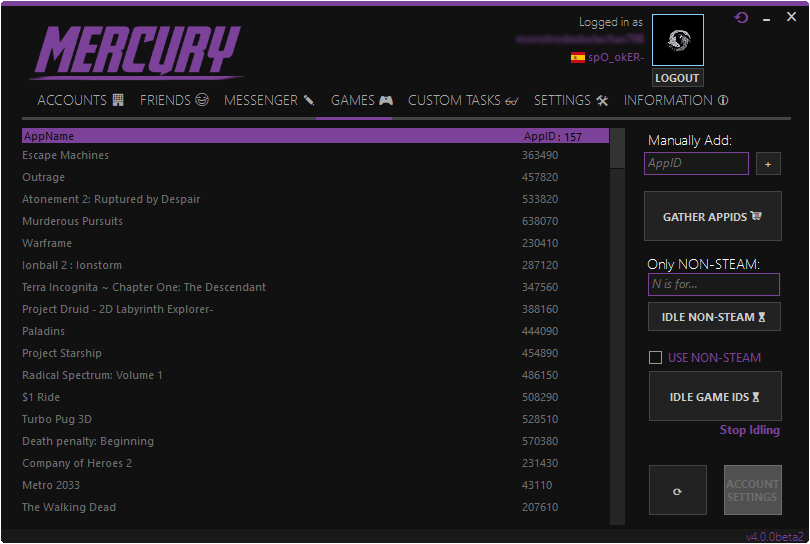 MERCURY
Logged in as
spO_okER-
LOGOUT
X
ACCOUNTS FRIENDS MESSENGER GAMES CUSTOM TASKS SETTINGS INFORMATION
AppName AppID : 157
Escape Machines 363490
Outrage 457820
Atonement 2: Ruptured by Despair 533820
Murderous Pursuits 638070
Warframe 230410
Ionball 2 : Ionstorm 287120
Terra Incognita ~ Chapter One: The Descendant 347560
Project Druid - 2D Labyrinth Explorer- 388160
Paladins 444090
Project Starship 454890
Radical Spectrum: Volume 1 486150
$1 Ride 508290
Turbo Pug 3D 528510
Death penalty: Beginning 570380
Company of Heroes 2 231430
Metro 2033 43110
The Walking Dead 207610
Manually Add:
AppID +
GATHER APPIDS
Only NON-STEAM:
N is for...
IDLE NON-STEAM
USE NON-STEAM
IDLE GAME IDS
Stop Idling
ACCOUNT
SETTINGS
v4.0.0beta2